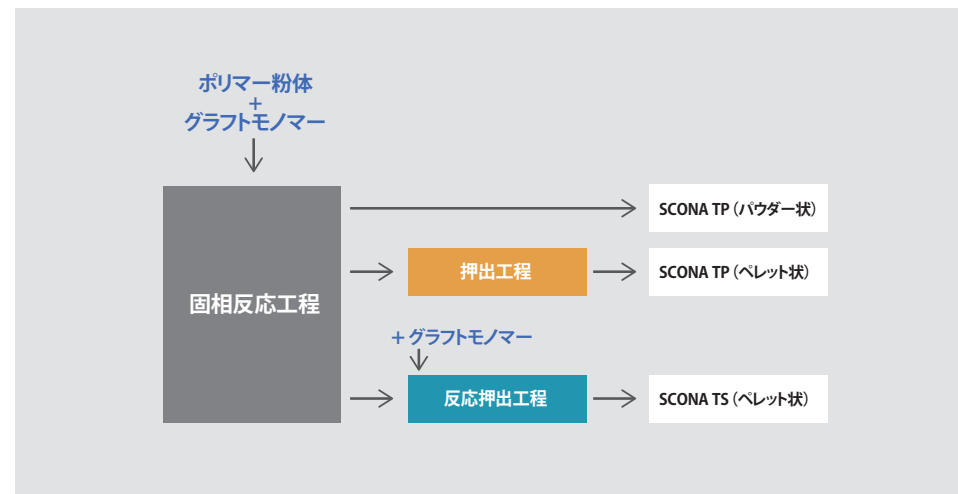 ポリマー粉体
+
グラフトモノマー
固相反応工程
SCONA TP（パウダー状）
押出工程
SCONA TP（ペレット状）
+ グラフトモノマー
反応押出工程
SCONA TS（ペレット状）